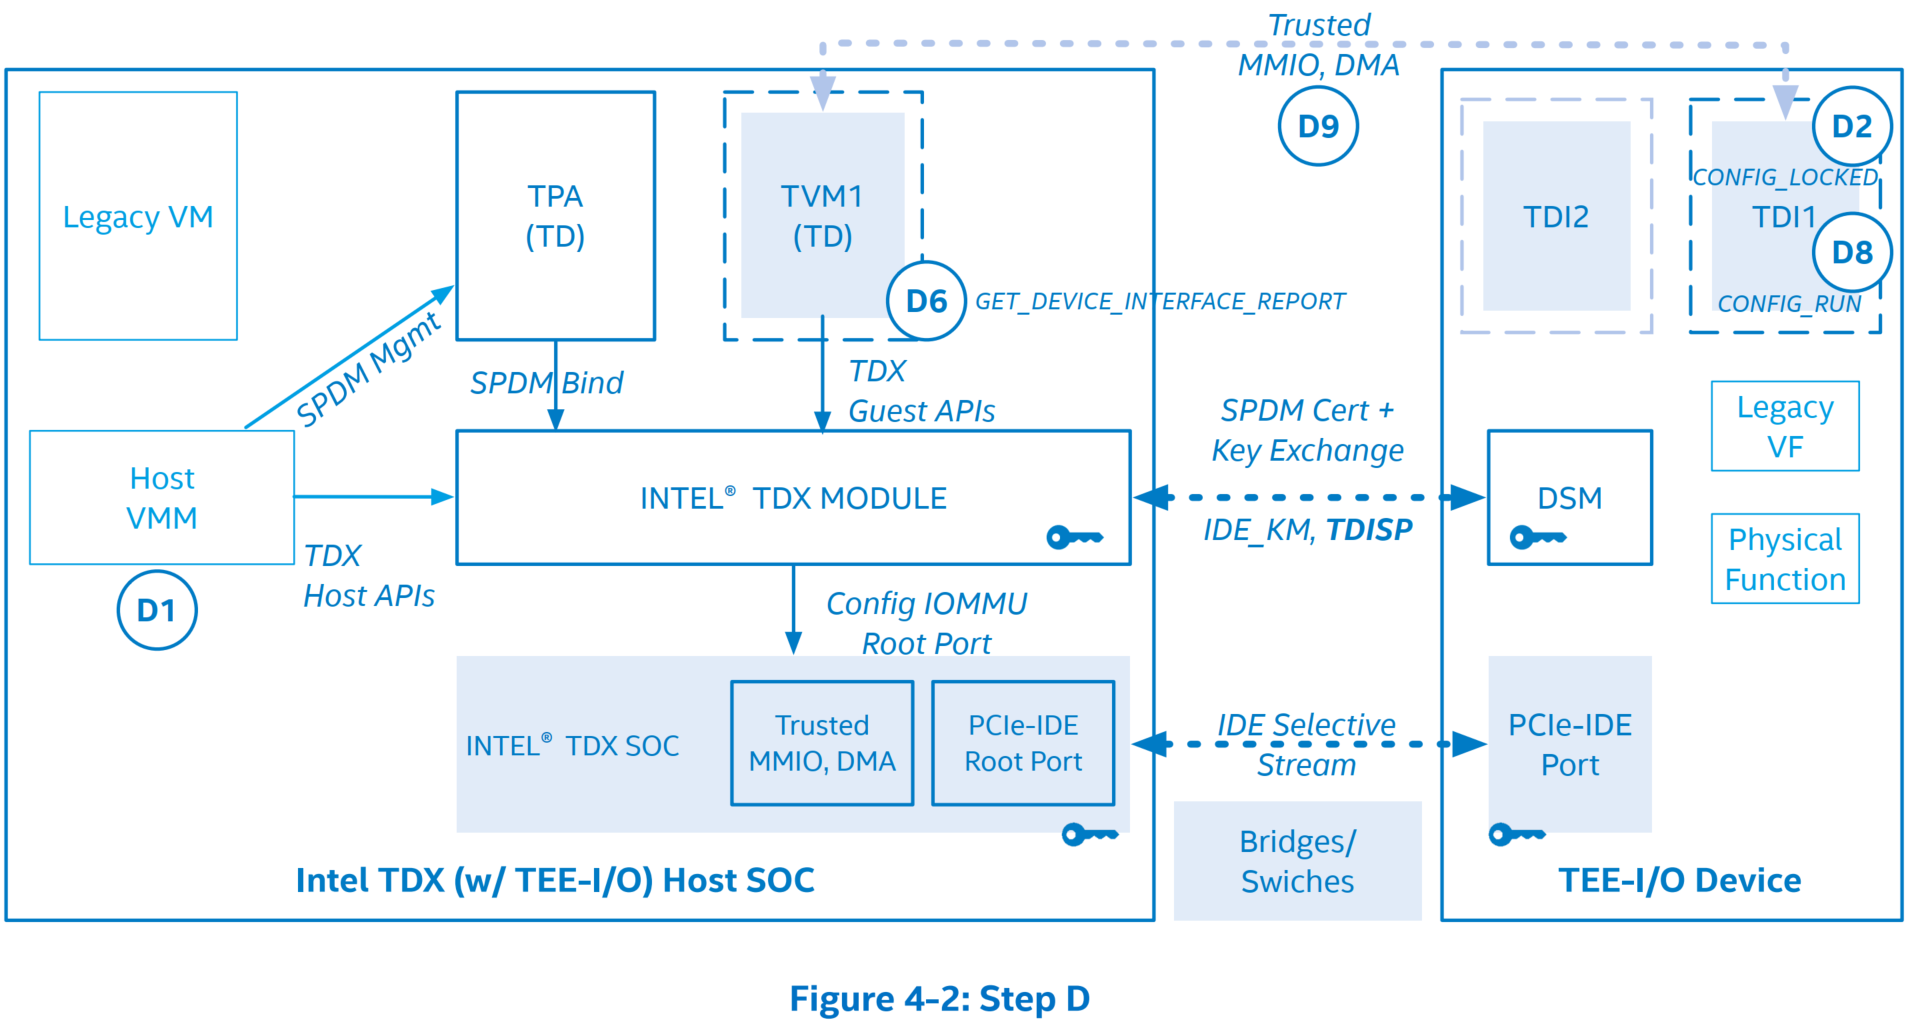 Trusted
MMIO, DMA
D9
Legacy VM
TPA
(TD)
TVM1
(TD)
D6
GET_DEVICE_INTERFACE_REPORT
TDI2
D2
CONFIG_LOCKED
TDI1
D8
CONFIG_RUN
SPDM Mgmt
SPDM Bind
TDX
Guest APIs
Host
VMM
D1
TDX
Host APIs
INTEL® TDX MODULE
SPDM Cert +
Key Exchange
IDE_KM, TDISP
DSM
Legacy
VF
Physical
Function
Config IOMMU
Root Port
INTEL® TDX SOC
Trusted
MMIO, DMA
PCIe-IDE
Root Port
IDE Selective
Stream
PCIe-IDE
Port
Bridges/
Swiches
Intel TDX (w/ TEE-I/O) Host SOC
TEE-I/O Device
Figure 4-2: Step D